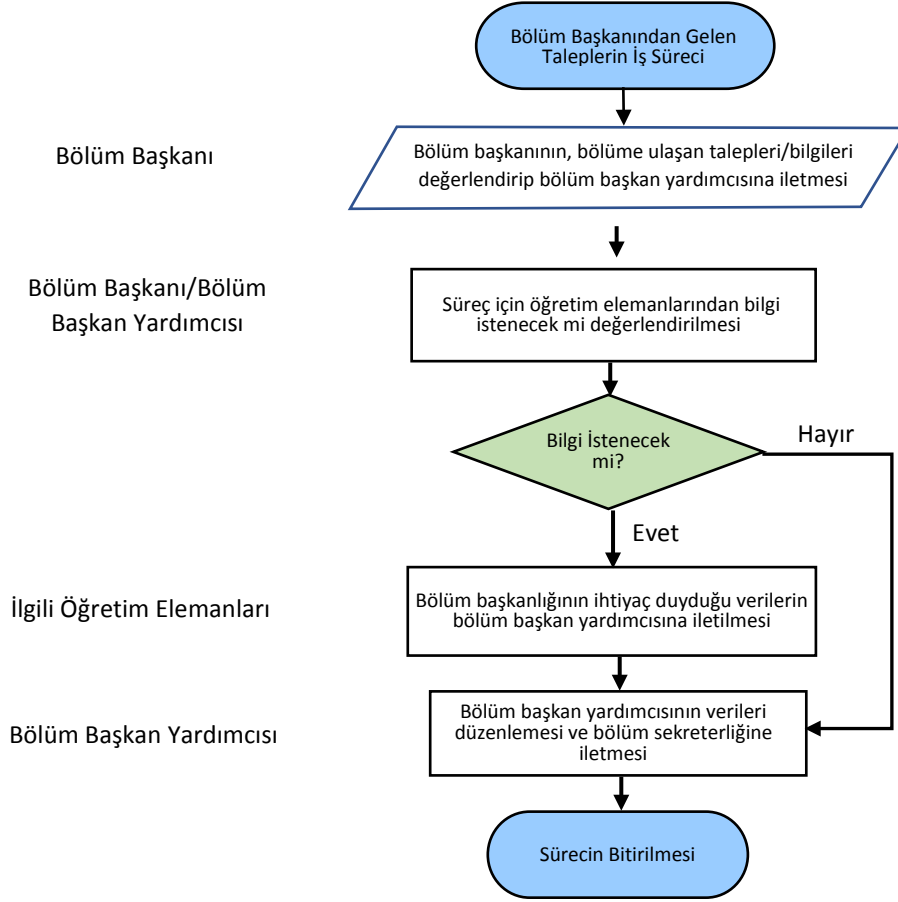 Bölüm Başkanından Gelen
Taleplerin İş Süreci
Bölüm Başkanı
Bölüm başkanının, bölüme ulaşan talepleri/bilgileri
değerlendirip bölüm başkan yardımcısına iletmesi
Bölüm Başkanı/Bölüm
Başkan Yardımcısı
Süreç için öğretim elemanlarından bilgi
istenecek mi değerlendirilmesi
Bilgi İstenecek
mi?
Hayır
Evet
İlgili Öğretim Elemanları
Bölüm başkanlığının ihtiyaç duyduğu verilerin
bölüm başkan yardımcısına iletilmesi
Bölüm Başkan Yardımcısı
Bölüm başkan yardımcısının verileri
düzenlemesi ve bölüm sekreterliğine
iletmesi
Sürecin Bitirilmesi